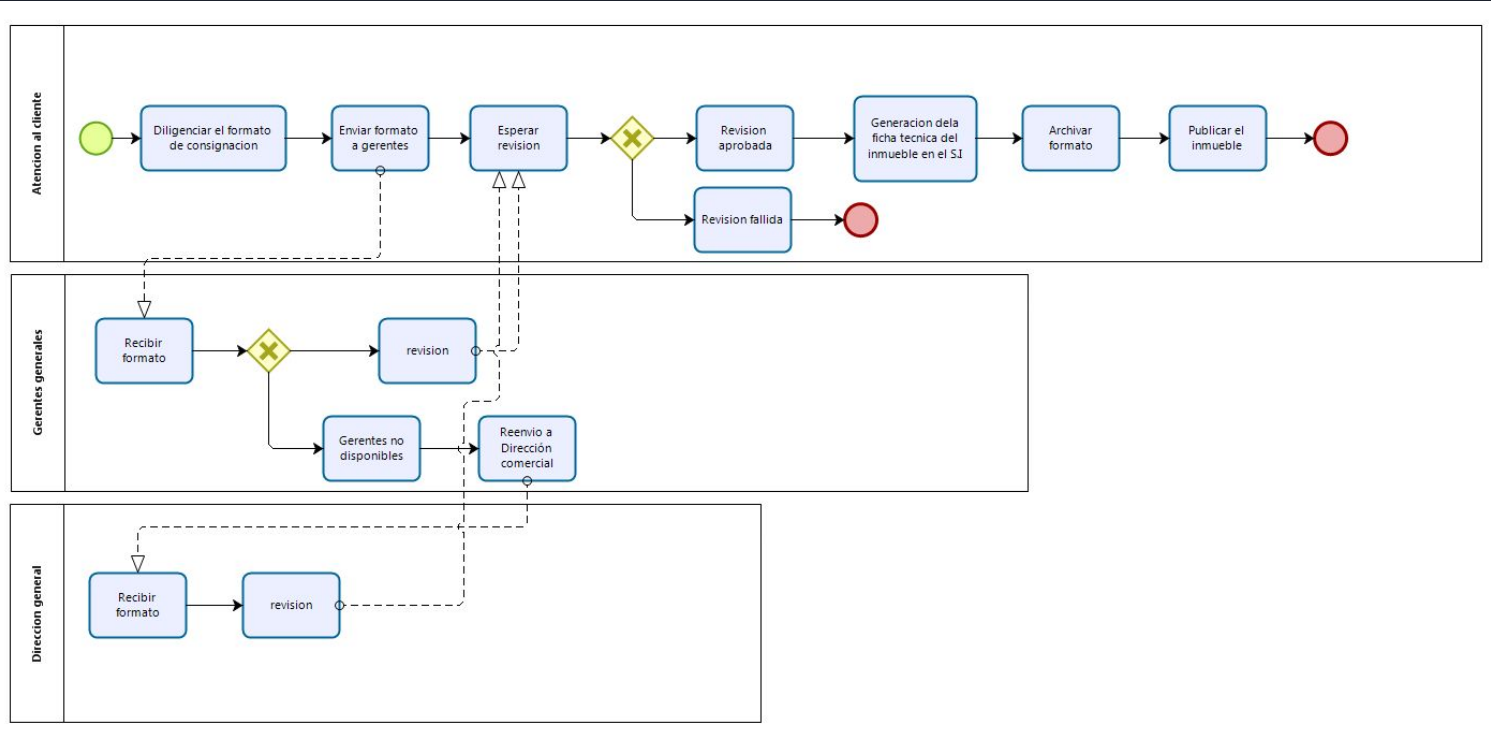 Atencion al cliente
Diligenciar el formato
de consignacion
Enviar formato
a gerentes
Esperar
revision
Revision
aprobada
Generacion dela
ficha tecnica del
inmueble en el S.I
Archivar
formato
Publicar el
inmueble
Revision fallida
Gerentes generales
Recibir
formato
revision
Gerentes no
disponibles
Reenvio a
Dirección
comercial
Direccion general
Recibir
formato
revision